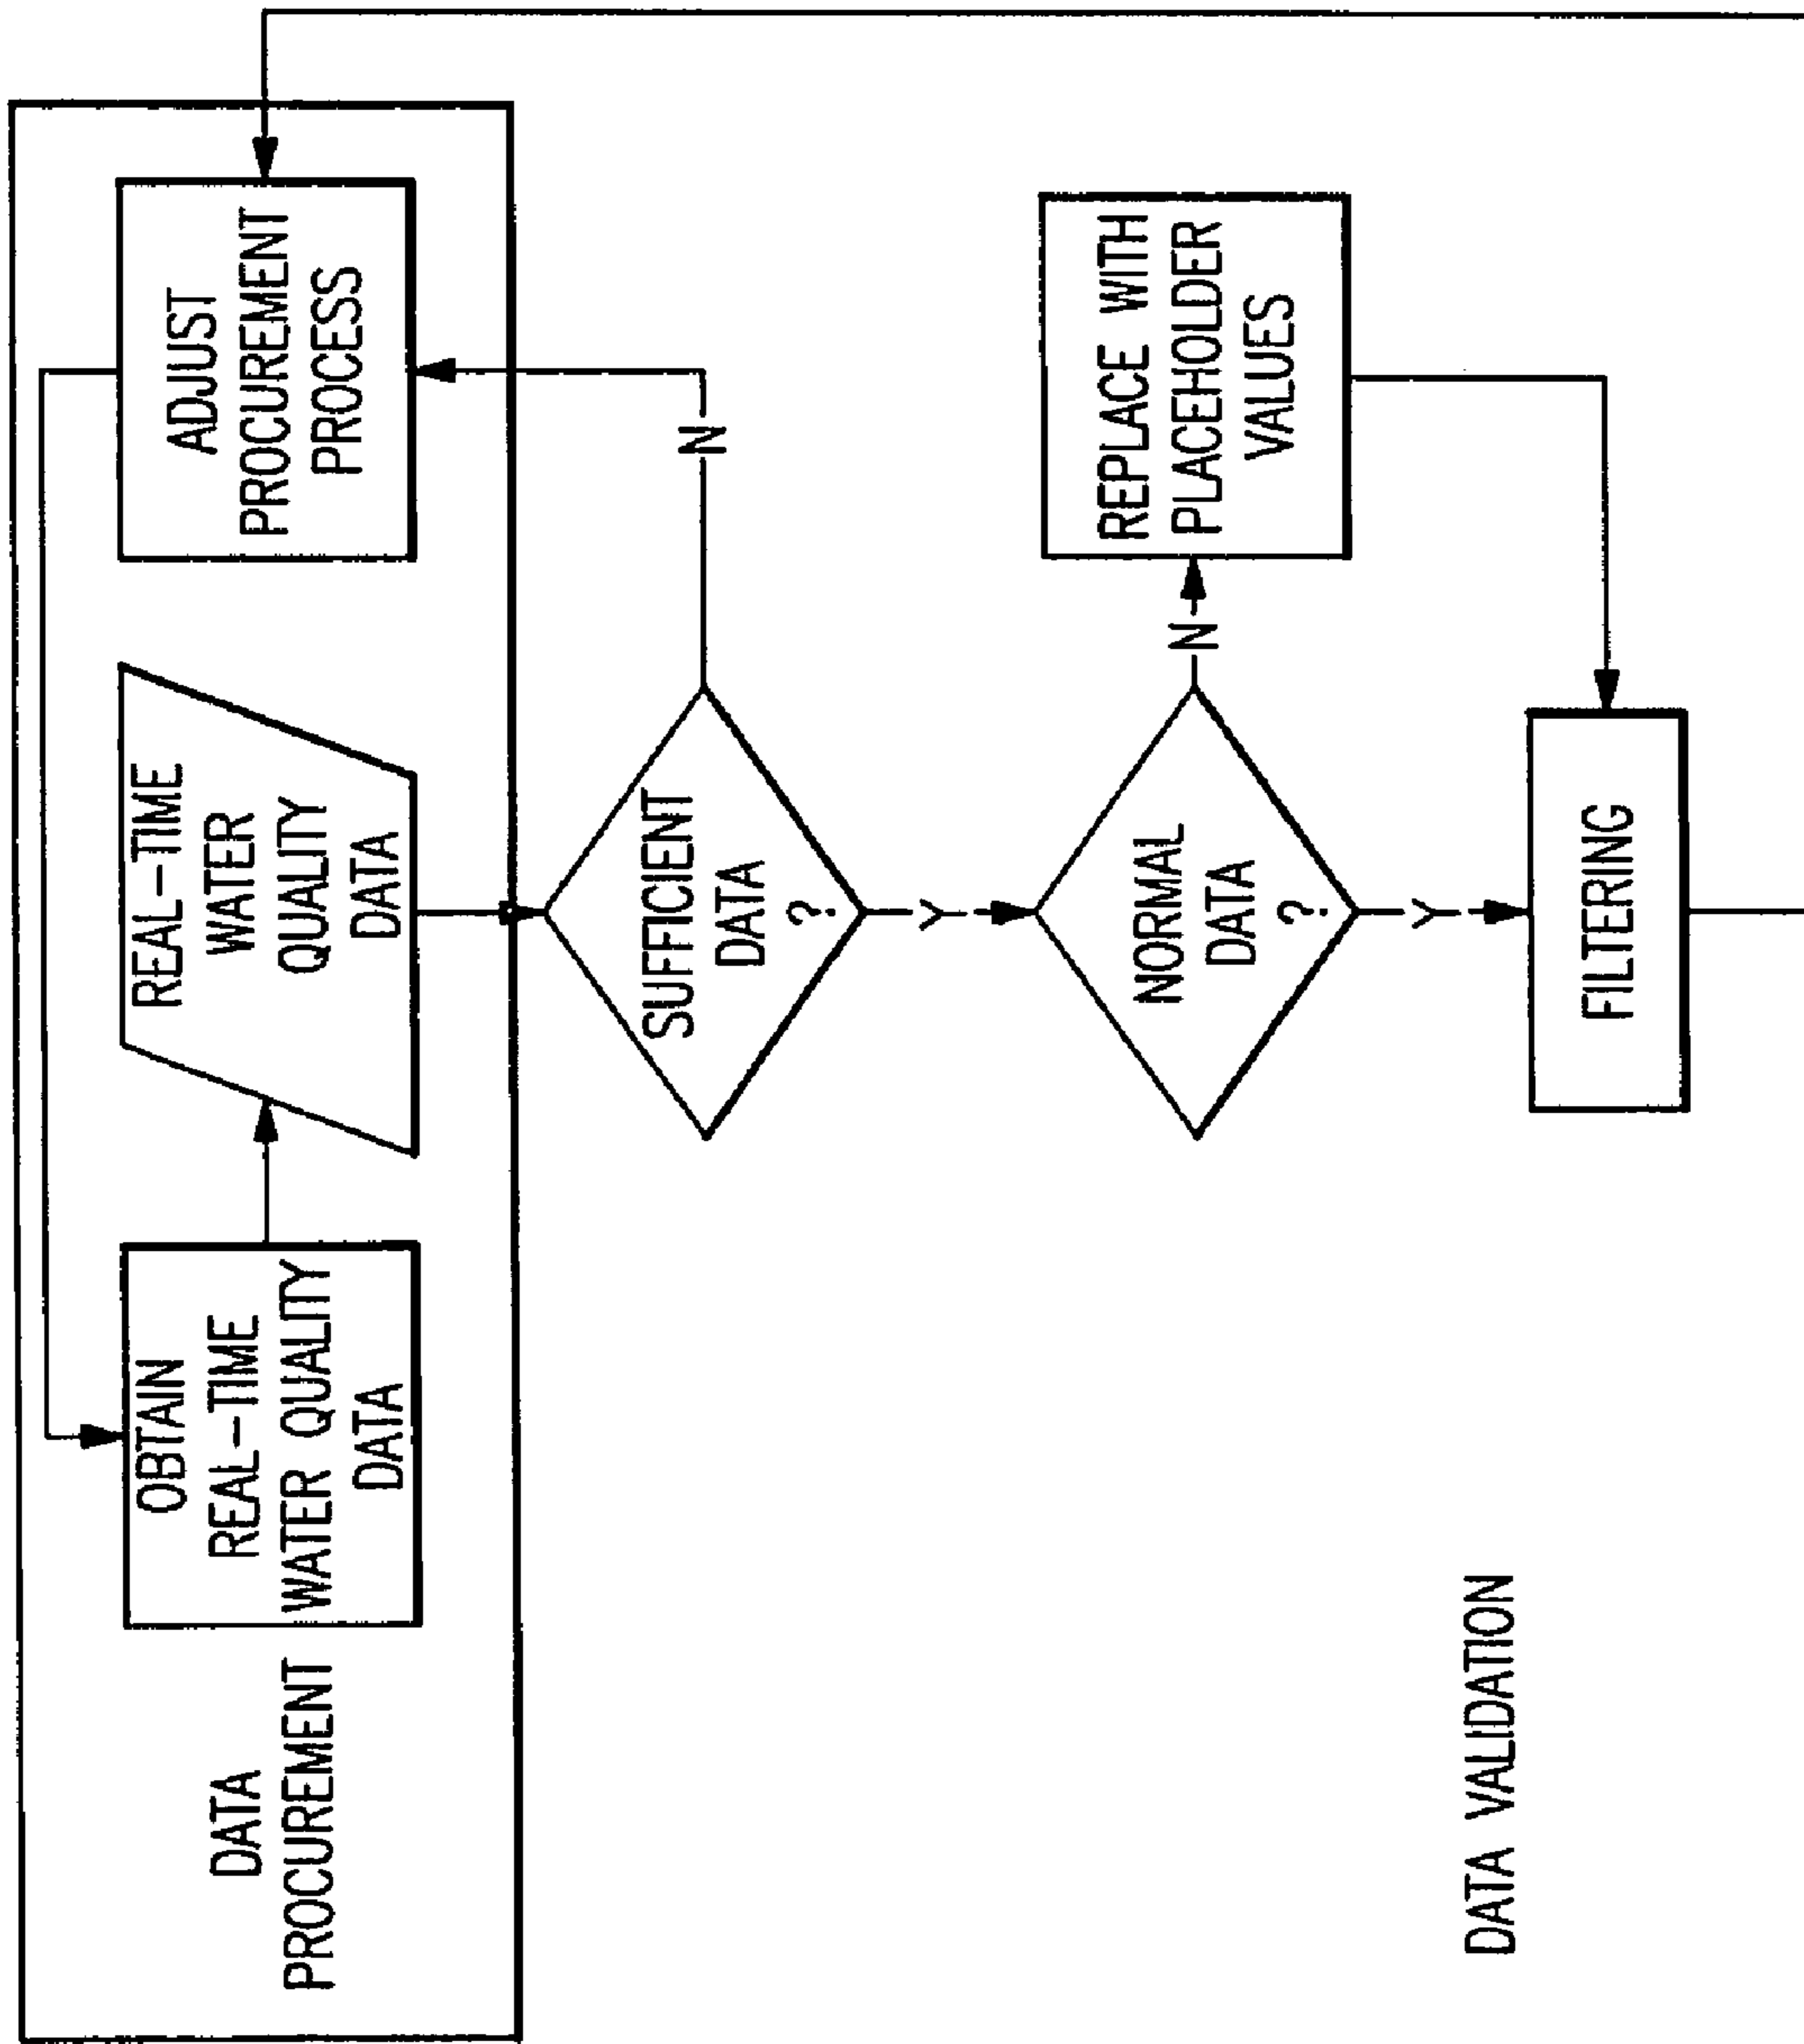 DATA
PROCUREMENT
OBTAIN
REAL-TIME
WATER QUALITY
DATA
REAL-TIME
WATER
QUALITY
DATA
ADJUST
PROCUREMENT
PROCESS
SUFFICIENT
DATA
?
N
Y
NORMAL
DATA
?
N
REPLACE WITH
PLACEHOLDER
VALUES
Y
FILTERING
DATA VALIDATION